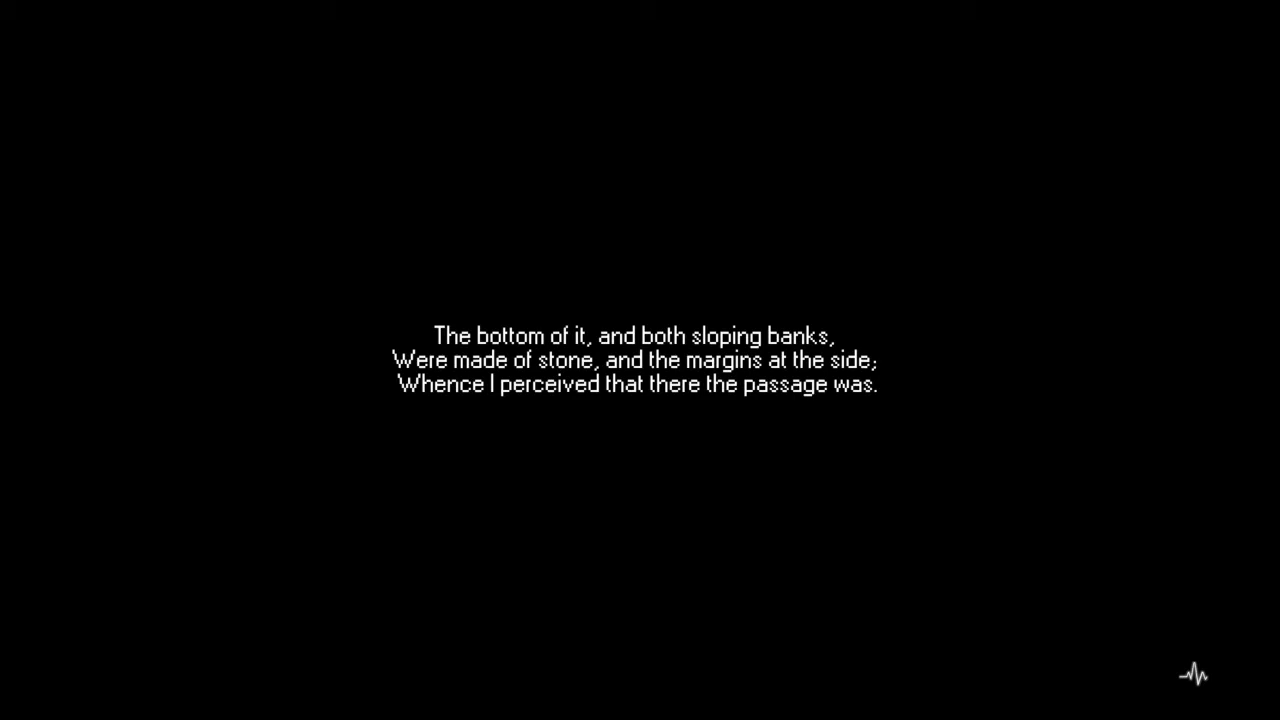 The bottom of it, and both sloping banks,
Were made of stone, and the margins at the side;
Whence I perceived that there the passage was.